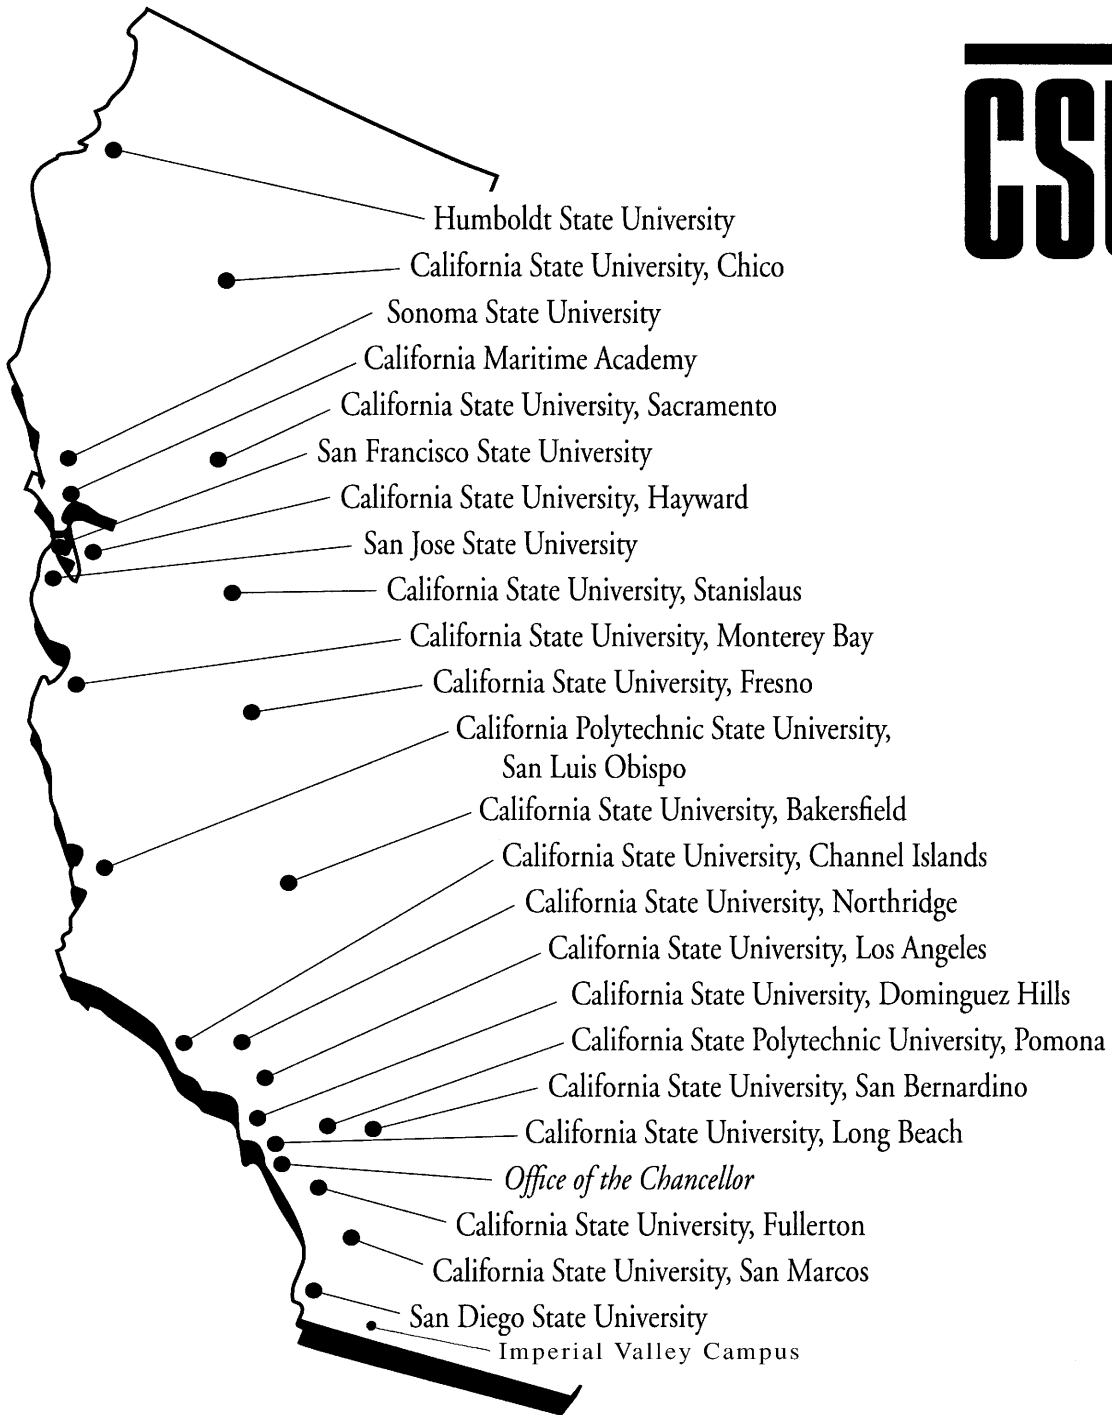 CSU
Humboldt State University
California State University, Chico
Sonoma State University
California Maritime Academy
California State University, Sacramento
San Francisco State University
California State University, Hayward
San Jose State University
California State University, Stanislaus
California State University, Monterey Bay
California State University, Fresno
California Polytechnic State University,
San Luis Obispo
California State University, Bakersfield
California State University, Channel Islands
California State University, Northridge
California State University, Los Angeles
California State University, Dominguez Hills
California State Polytechnic University, Pomona
California State University, San Bernardino
California State University, Long Beach
Office of the Chancellor
California State University, Fullerton
California State University, San Marcos
San Diego State University
Imperial Valley Campus